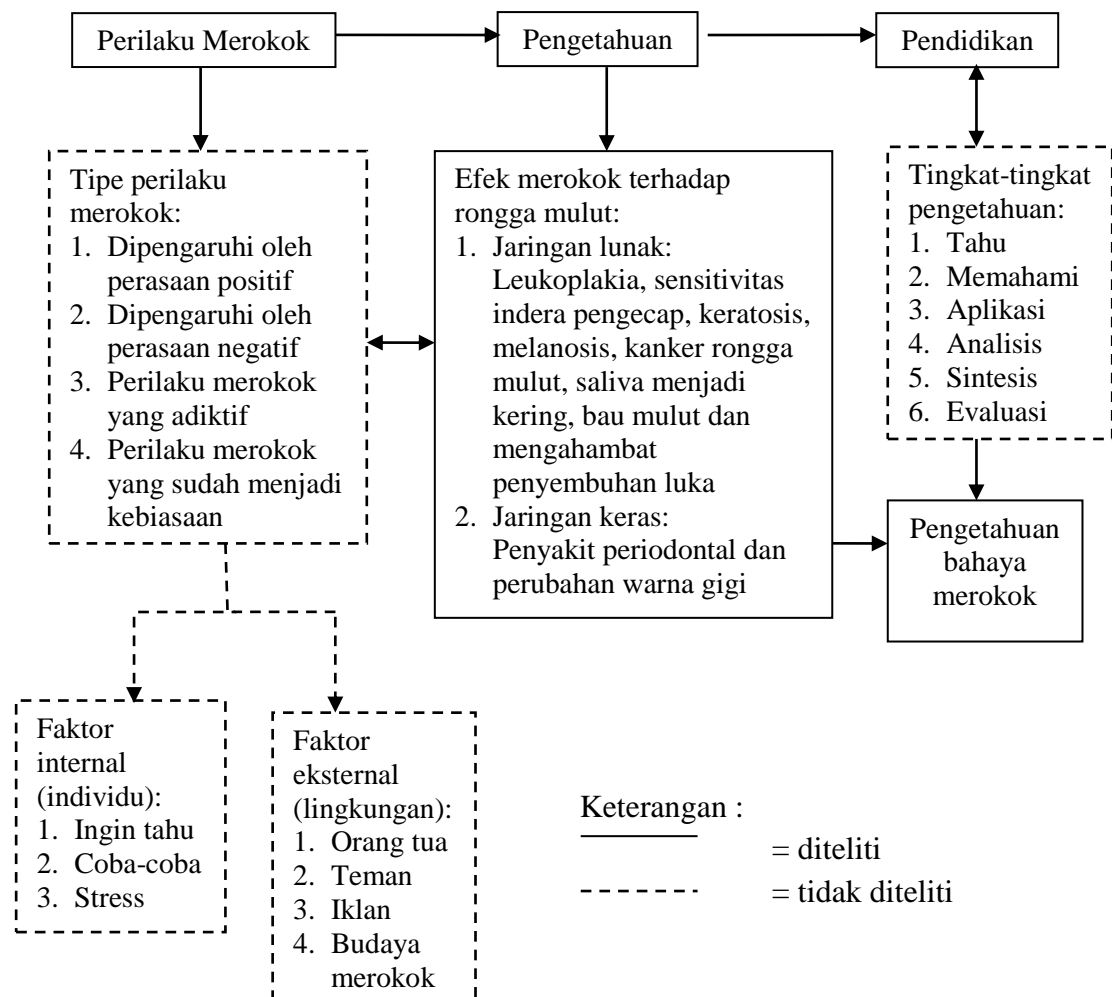 Perilaku Merokok
Pengetahuan
Pendidikan
Tipe perilaku
merokok:
1. Dipengaruhi oleh
perasaan positif
2. Dipengaruhi oleh
perasaan negatif
3. Perilaku merokok
yang adiktif
4. Perilaku merokok
yang sudah menjadi
kebiasaan
Efek merokok terhadap
rongga mulut:
1. Jaringan lunak:
Leukoplakia, sensitivitas
indera pengecap, keratosis,
melanosis, kanker rongga
mulut, saliva menjadi
kering, bau mulut dan
mengahambat
penyembuhan luka
2. Jaringan keras:
Penyakit periodontal dan
perubahan warna gigi
Tingkat-tingkat
pengetahuan:
1. Tahu
2. Memahami
3. Aplikasi
4. Analisis
5. Sintesis
6. Evaluasi
Pengetahuan
bahaya
merokok
Faktor
internal
(individu):
1. Ingin tahu
2. Coba-coba
3. Stress
Faktor
eksternal
(lingkungan):
1. Orang tua
2. Teman
3. Iklan
4. Budaya
merokok
Keterangan :
= diteliti
= tidak diteliti